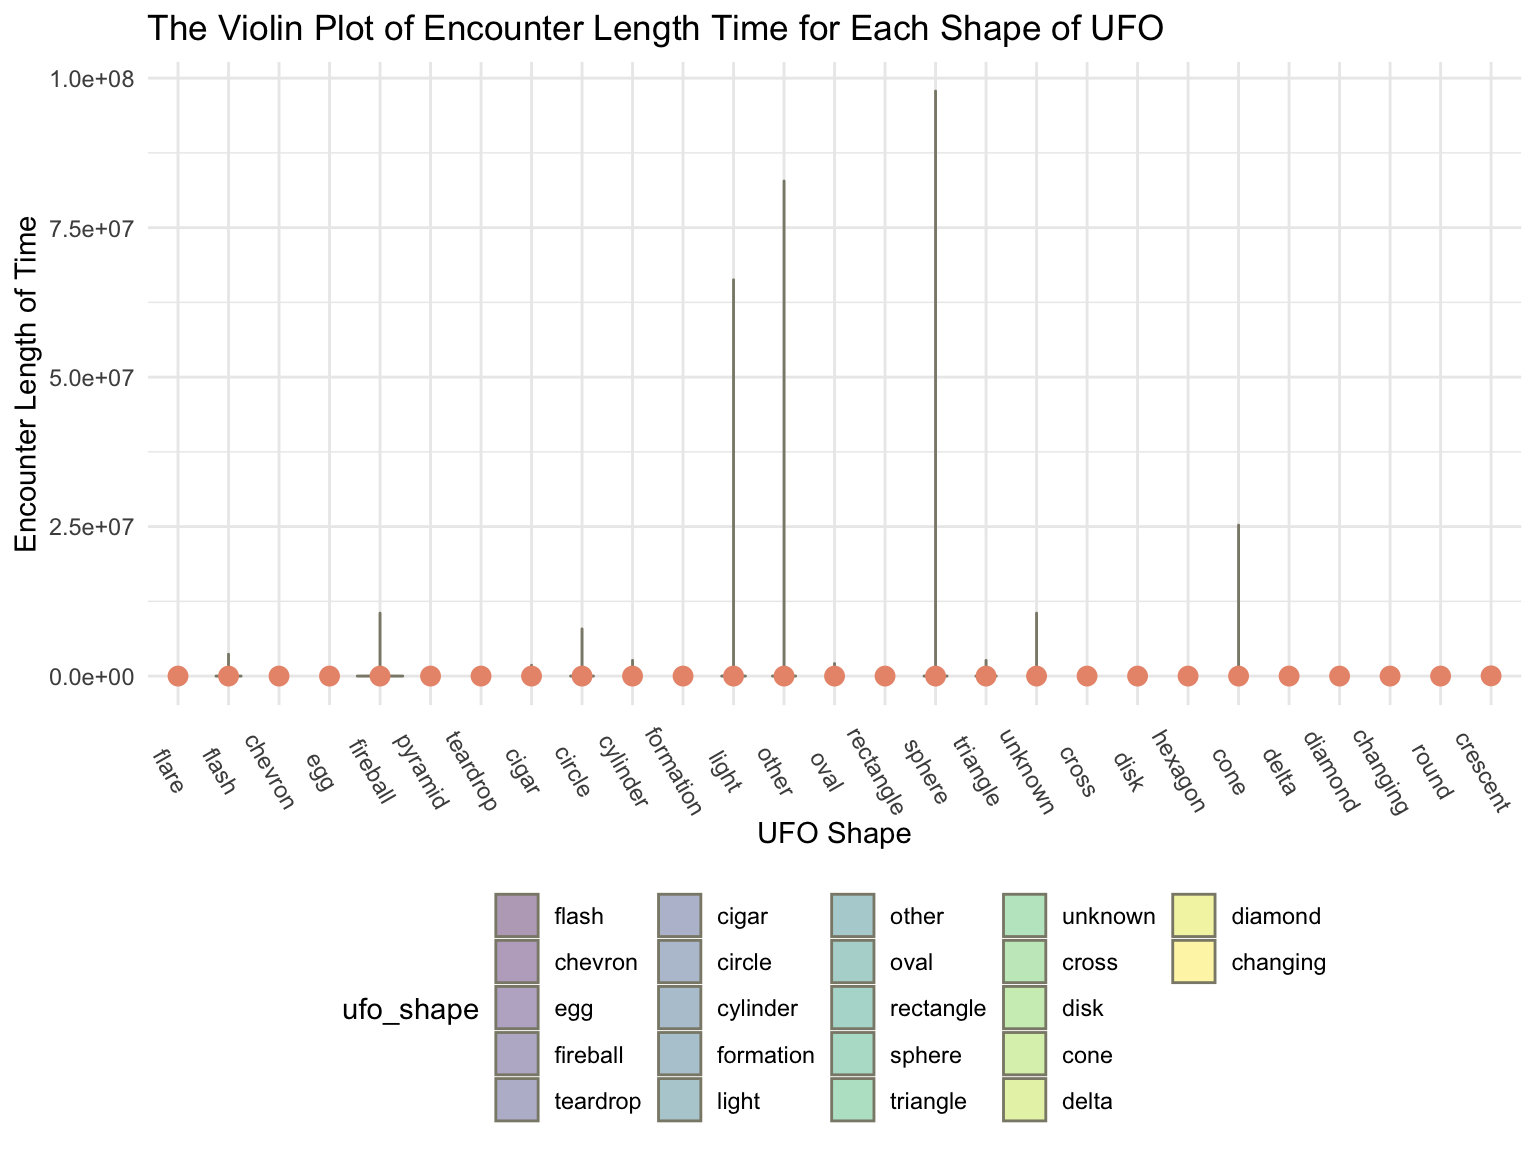 The Violin Plot of Encounter Length Time for Each Shape of UFO
1.0e+08
7.5e+07
5.0e+07
2.5e+07
0.0e+00
Encounter Length of Time
flare
flash
chevron
egg
fireball
pyramid
teardrop
cigar
circle
cylinder
formation
light
other
oval
rectangle
sphere
triangle
unknown
cross
disk
hexagon
cone
delta
diamond
changing
round
crescent
UFO Shape
ufo_shape
flash
chevron
egg
fireball
teardrop
cigar
circle
cylinder
formation
light
other
oval
rectangle
sphere
triangle
unknown
cross
disk
cone
delta
diamond
changing